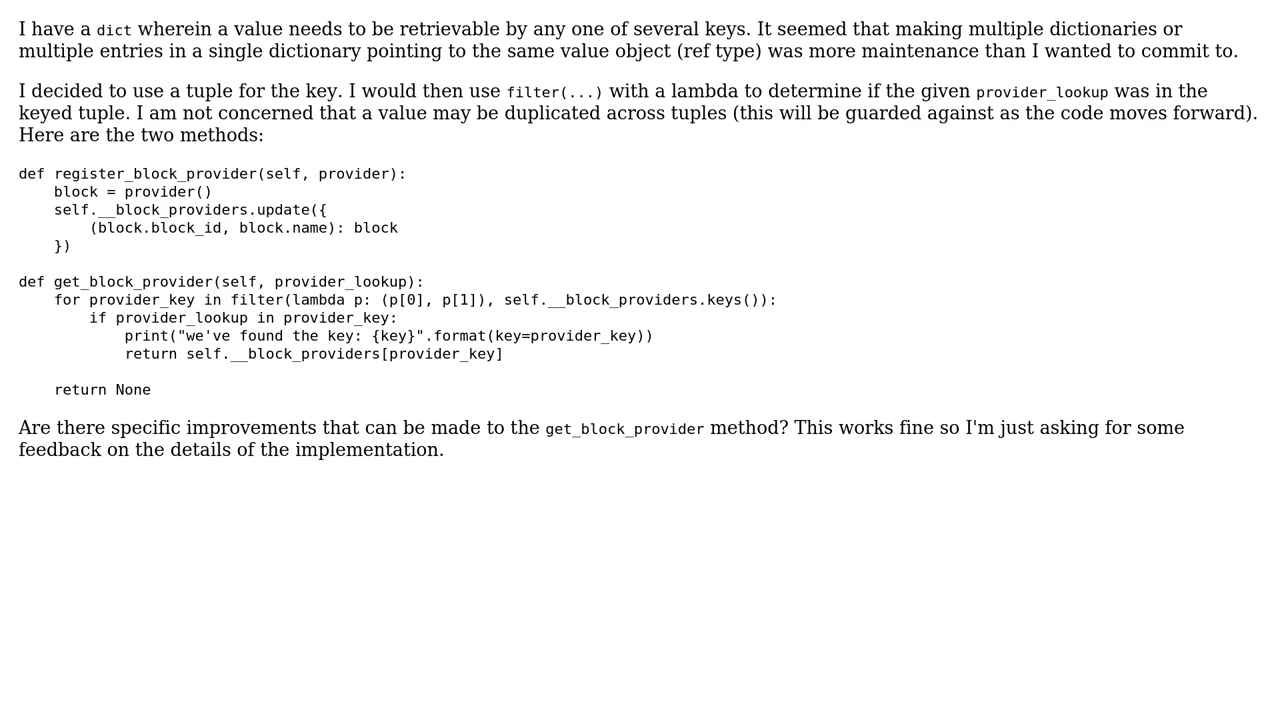 I have a dict wherein a value needs to be retrievable by any one of several keys. It seemed that making multiple dictionaries or
multiple entries in a single dictionary pointing to the same value object (ref type) was more maintenance than I wanted to commit to.
I decided to use a tuple for the key. I would then use filter(...) with a lambda to determine if the given provider_lookup was in the
keyed tuple. I am not concerned that a value may be duplicated across tuples (this will be guarded against as the code moves forward).
Here are the two methods:
def register_block_provider(self, provider):
    block = provider()
    self.__block_providers.update({
        (block.block_id, block.name): block
    })
def get_block_provider(self, provider_lookup):
    for provider_key in filter(lambda p: (p[0], p[1]), self.__block_providers.keys()):
        if provider_lookup in provider_key:
            print("we've found the key: {key}".format(key=provider_key))
            return self.__block_providers[provider_key]
    return None
Are there specific improvements that can be made to the get_block_provider method? This works fine so I'm just asking for some
feedback on the details of the implementation.